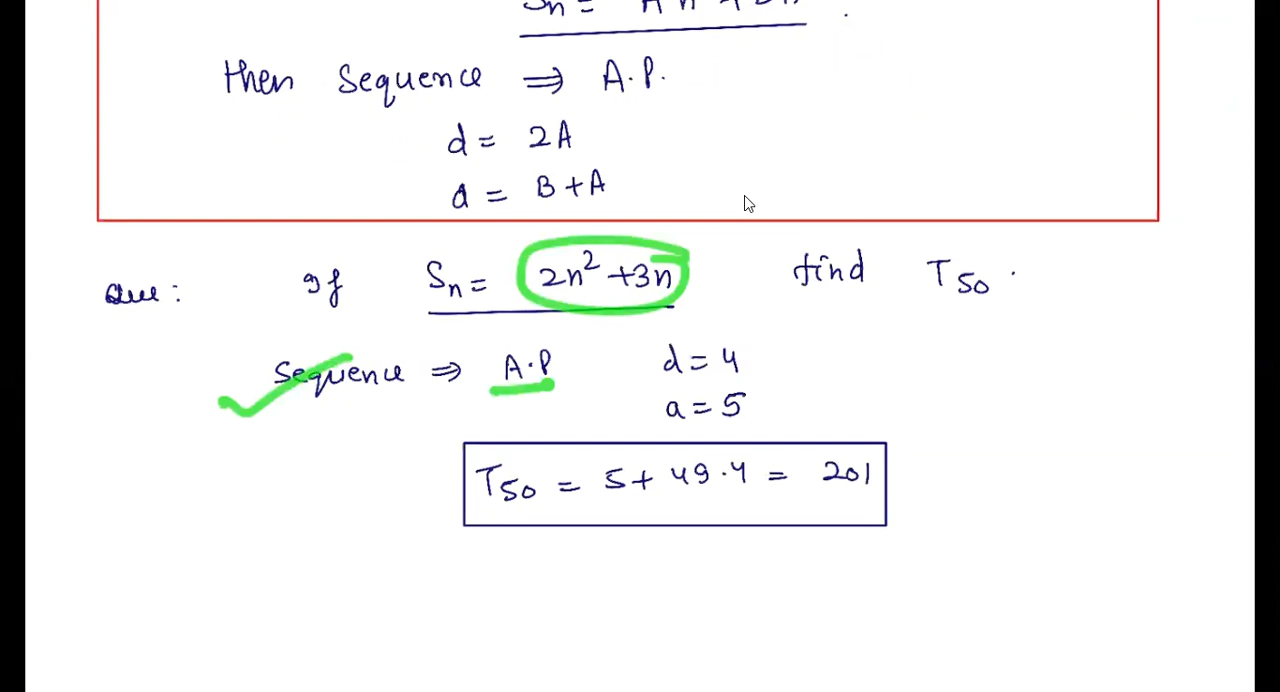 then sequence ⇒ A.P.
d = 2A
a = B + A
Que : If Sn = 2n² + 3n find T50 .
Sequence ⇒ A.P d = 4
a = 5
T50 = 5 + 49.4 = 201